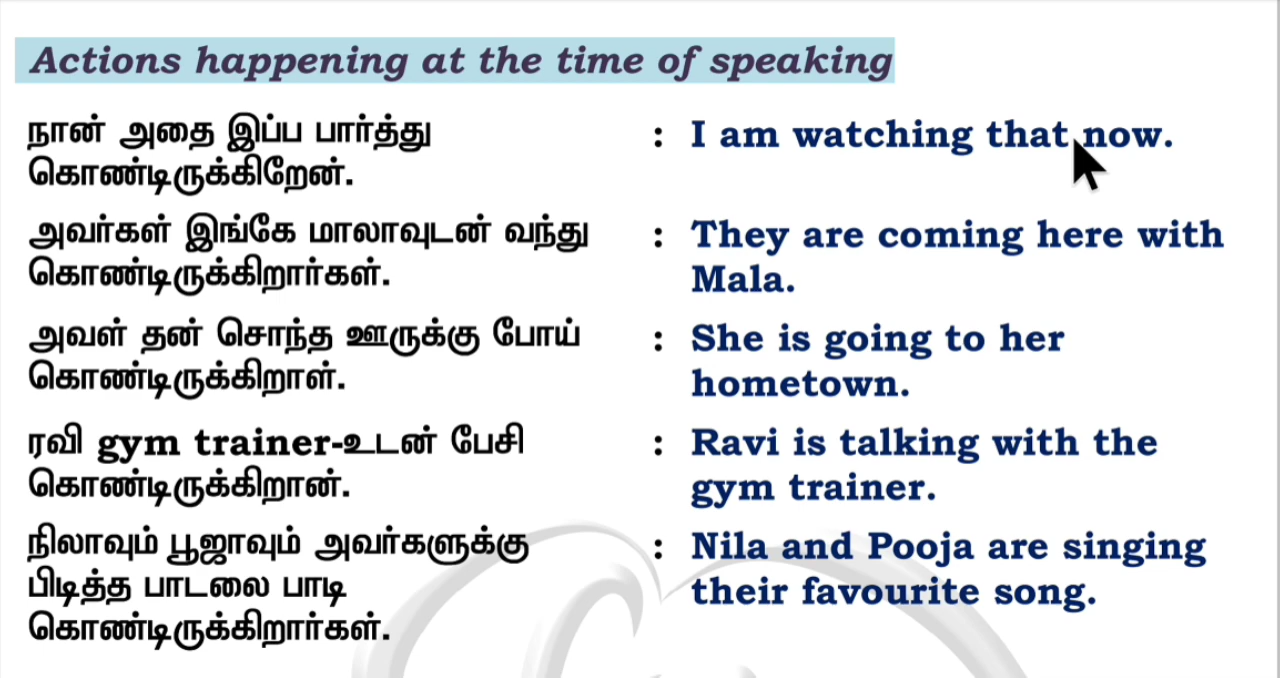 Actions happening at the time of speaking
நான் அதை இப்ப பார்த்து : I am watching that now.
கொண்டிருக்கிறேன்.
அவர்கள் இங்கே மாலாவுடன் வந்து : They are coming here with
கொண்டிருக்கிறார்கள். Mala.
அவள் தன் சொந்த ஊருக்கு போய் : She is going to her
கொண்டிருக்கிறாள். hometown.
ரவி gym trainer-உடன் பேசி : Ravi is talking with the
கொண்டிருக்கிறான். gym trainer.
நிலாவும் பூஜாவும் அவர்களுக்கு : Nila and Pooja are singing
பிடித்த பாடலை பாடி their favourite song.
கொண்டிருக்கிறார்கள்.